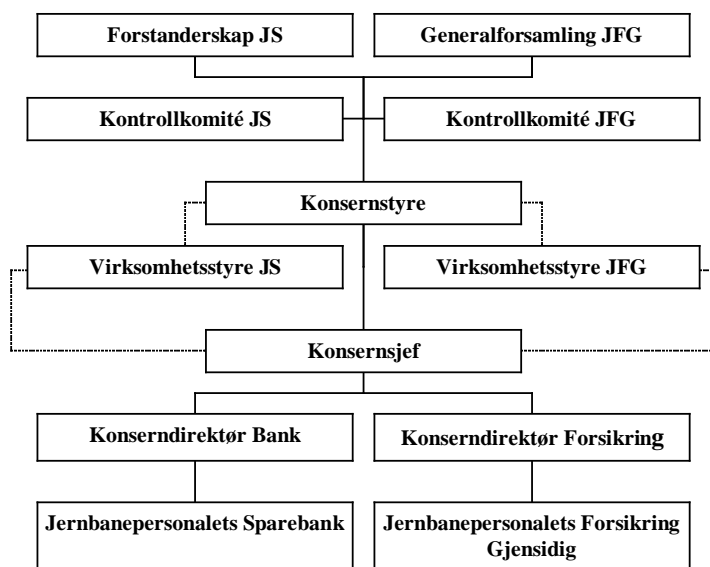 Forstanderskap JS
Generalforsamling JFG
Kontrollkomité JS
Kontrollkomité JFG
Konsernstyre
Virksomhetsstyre JS
Virksomhetsstyre JFG
Konsernsjef
Konserndirektør Bank
Konserndirektør Forsikring
Jernbanepersonalets Sparebank
Jernbanepersonalets Forsikring
Gjensidig